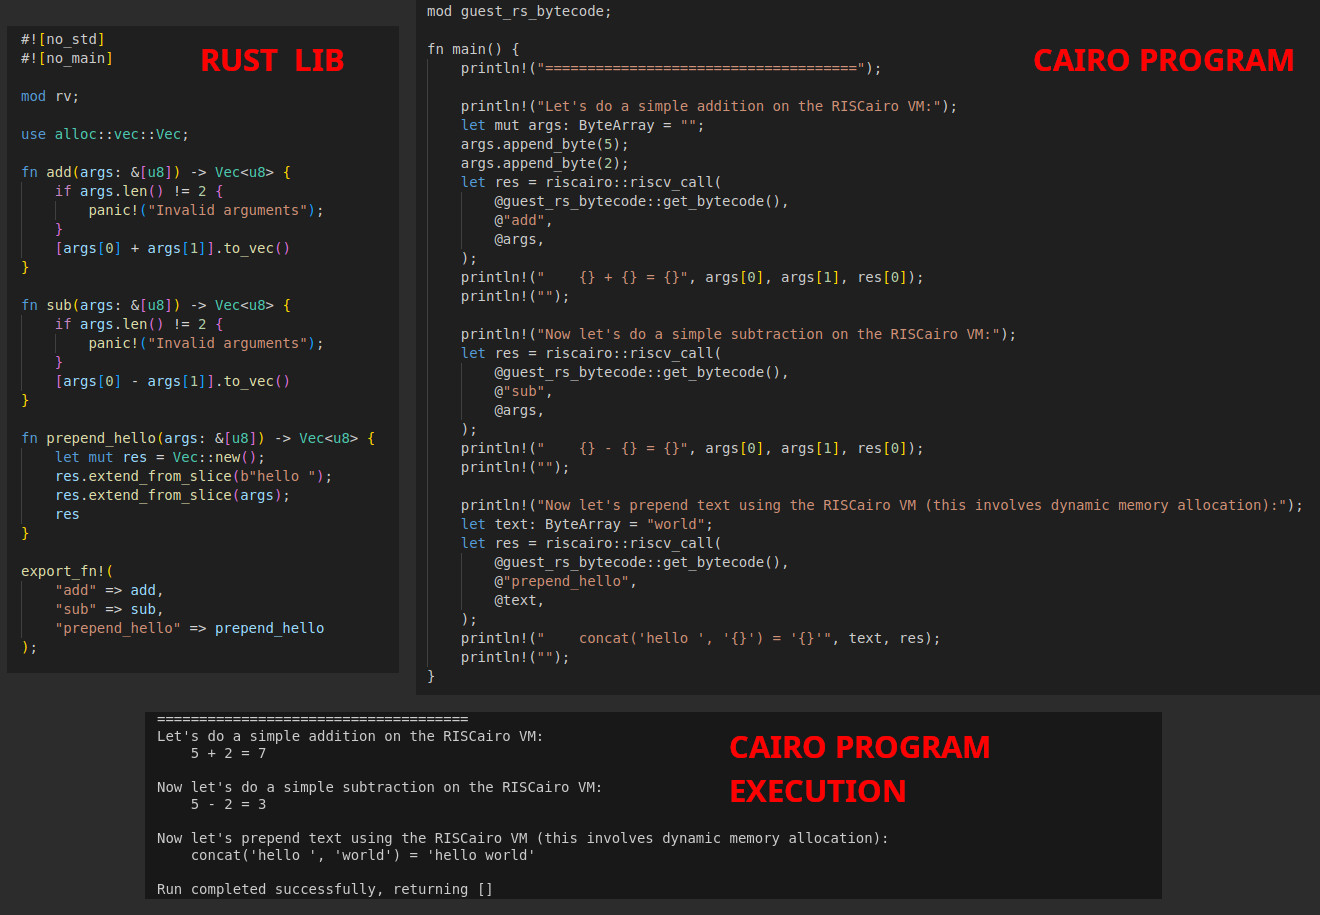 #![no_std]
#![no_main]
RUST LIB
mod rv;
use alloc::vec::Vec;
fn add(args: &[u8]) -> Vec<u8> {
    if args.len() != 2 {
        panic!("Invalid arguments");
    }
    [args[0] + args[1]].to_vec()
}
fn sub(args: &[u8]) -> Vec<u8> {
    if args.len() != 2 {
        panic!("Invalid arguments");
    }
    [args[0] - args[1]].to_vec()
}
fn prepend_hello(args: &[u8]) -> Vec<u8> {
    let mut res = Vec::new();
    res.extend_from_slice(b"hello ");
    res.extend_from_slice(args);
    res
}
export_fn!(
    "add" => add,
    "sub" => sub,
    "prepend_hello" => prepend_hello
);
mod guest_rs_bytecode;
CAIRO PROGRAM
fn main() {
    println!("=====================================");
    println!("Let's do a simple addition on the RISCairo VM:");
    let mut args: ByteArray = "";
    args.append_byte(5);
    args.append_byte(2);
    let res = riscairo::riscv_call(
        @guest_rs_bytecode::get_bytecode(),
        @"add",
        @args,
    );
    println!("    {} + {} = {}", args[0], args[1], res[0]);
    println!("");
    println!("Now let's do a simple subtraction on the RISCairo VM:");
    let res = riscairo::riscv_call(
        @guest_rs_bytecode::get_bytecode(),
        @"sub",
        @args,
    );
    println!("    {} - {} = {}", args[0], args[1], res[0]);
    println!("");
    println!("Now let's prepend text using the RISCairo VM (this involves dynamic memory allocation):");
    let text: ByteArray = "world";
    let res = riscairo::riscv_call(
        @guest_rs_bytecode::get_bytecode(),
        @"prepend_hello",
        @text,
    );
    println!("    concat('hello ', '{}') = '{}'", text, res);
    println!("");
}
=====================================
Let's do a simple addition on the RISCairo VM:
    5 + 2 = 7
CAIRO PROGRAM
EXECUTION
Now let's do a simple subtraction on the RISCairo VM:
    5 - 2 = 3
Now let's prepend text using the RISCairo VM (this involves dynamic memory allocation):
    concat('hello ', 'world') = 'hello world'
Run completed successfully, returning []